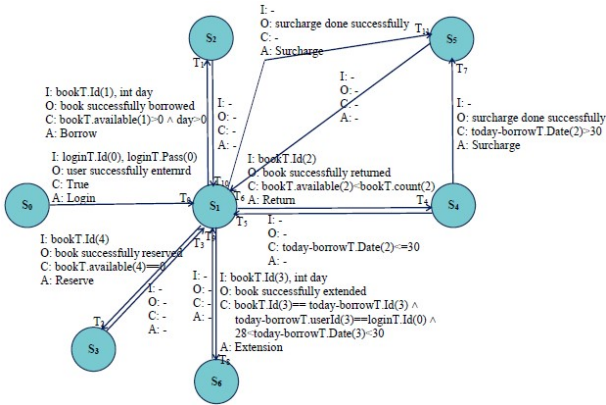 S₂
I: -
O: surcharge done successfully
C: -
A: Surcharge
T₁₁
S₅
T₁
T₇
I: bookT.Id(1), int day
O: book successfully borrowed
C: bookT.available(1)>0 ∧ day>0
A: Borrow
I: -
O: -
C: -
A: -
I: -
O: -
C: -
A: -
I: -
O: surcharge done successfully
C: today-borrowT.Date(2)>30
A: Surcharge
I: loginT.Id(0), loginT.Pass(0)
O: user successfully enternrd
C: True
A: Login
T₁₀
I: bookT.Id(2)
O: book successfully returned
C: bookT.available(2)<bookT.count(2)
A: Return
S₀
S₁
T₆
T₄
S₄
T₅
I: -
O: -
C: today-borrowT.Date(2)<=30
A: -
I: bookT.Id(4)
O: book successfully reserved
C: bookT.available(4)==0
A: Reserve
T₃
T₉
I: -
O: -
C: -
A: -
I: -
O: -
C: -
A: -
I: bookT.Id(3), int day
O: book successfully extended
C: bookT.Id(3)== today-borrowT.Id(3) ∧
today-borrowT.userId(3)==loginT.Id(0) ∧
28<today-borrowT.Date(3)<30
A: Extension
T₂
S₃
S₆